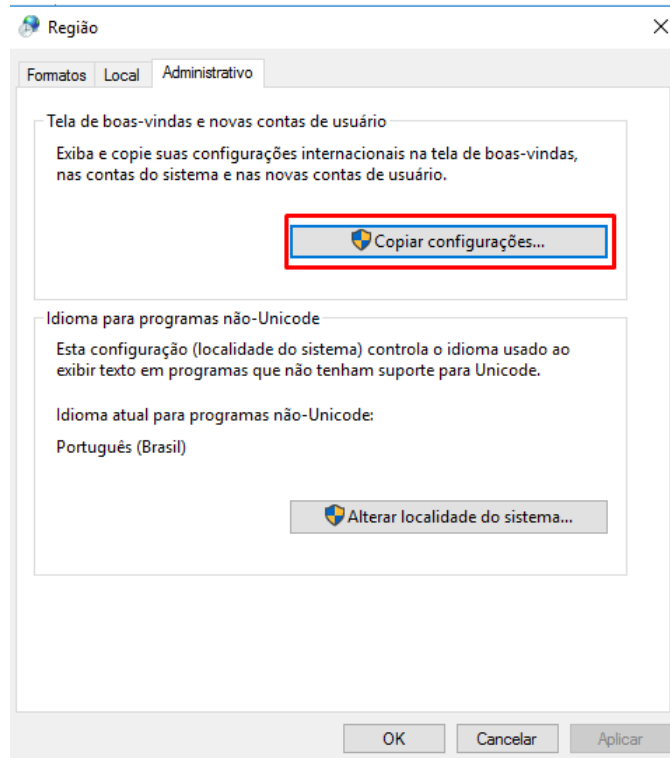 Região
Formatos Local Administrativo
Tela de boas-vindas e novas contas de usuário
Exiba e copie suas configurações internacionais na tela de boas-vindas,
nas contas do sistema e nas novas contas de usuário.
Copiar configurações...
Idioma para programas não-Unicode
Esta configuração (localidade do sistema) controla o idioma usado ao
exibir texto em programas que não tenham suporte para Unicode.
Idioma atual para programas não-Unicode:
Português (Brasil)
Alterar localidade do sistema...
OK Cancelar Aplicar